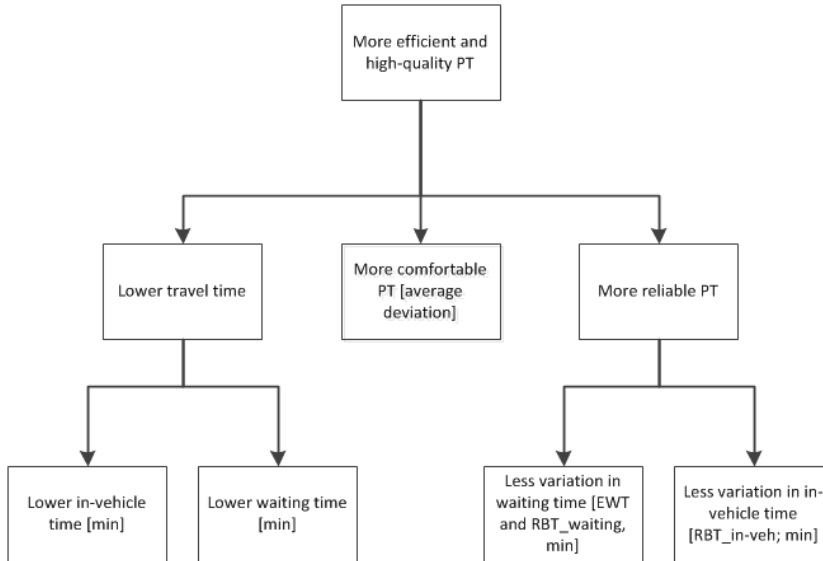 More efficient and
high-quality PT
Lower travel time
More comfortable
PT [average
deviation]
More reliable PT
Lower in-vehicle
time [min]
Lower waiting time
[min]
Less variation in
waiting time [EWT
and RBT_waiting,
min]
Less variation in in-
vehicle time
[RBT_in-veh; min]